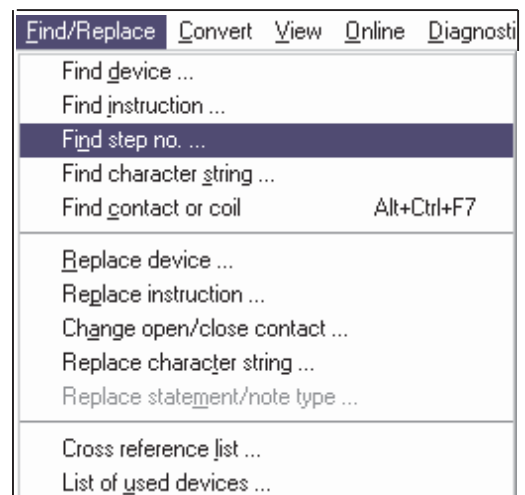 Find/Replace Convert View Online Diagnosti
Find device ...
Find instruction ...
Find step no. ...
Find character string ...
Find contact or coil Alt+Ctrl+F7
Replace device ...
Replace instruction ...
Change open/close contact ...
Replace character string ...
Replace statement/note type ...
Cross reference list ...
List of used devices ...